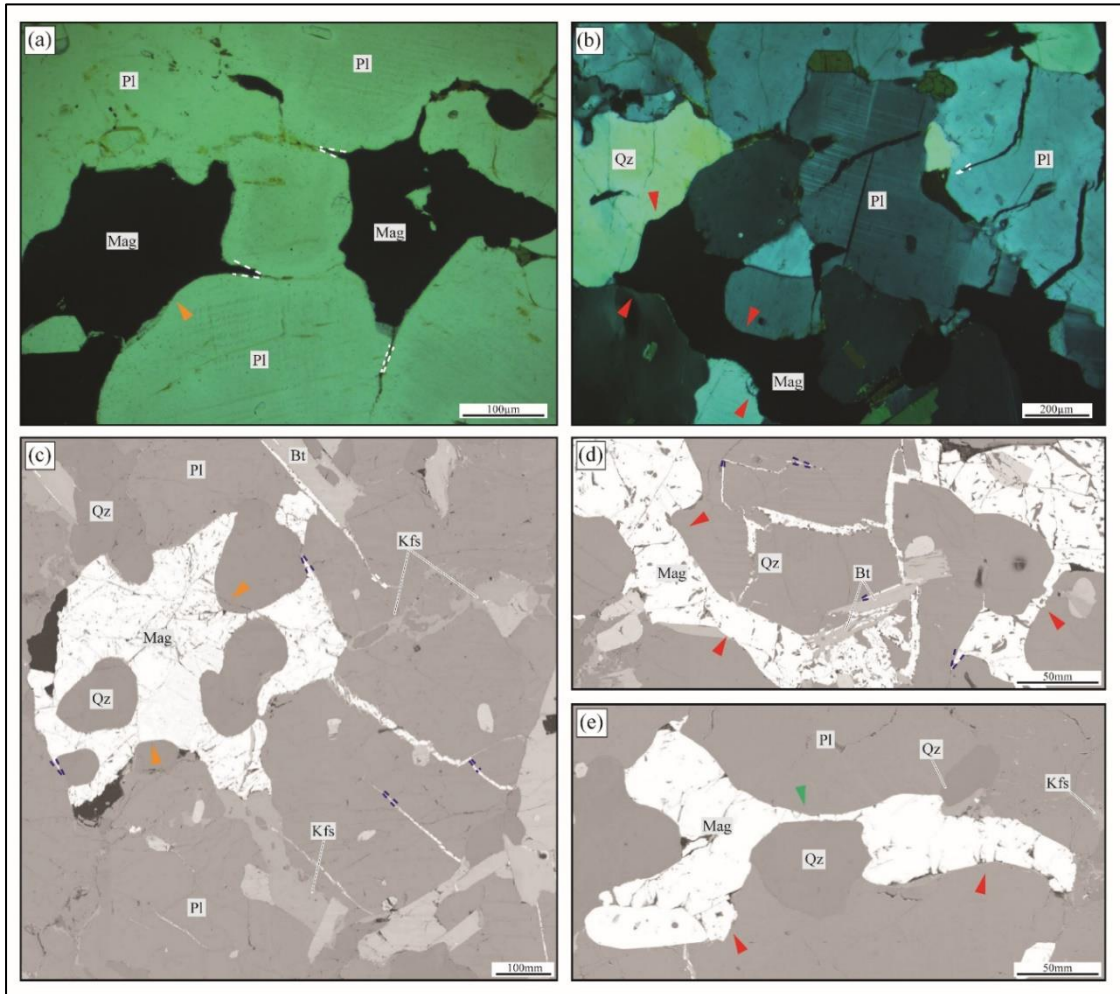 (a)
Pl
Pl
Mag
Mag
Pl
100μm
(b)
Qz
Pl
Pl
Mag
200μm
(c)
Pl
Bt
Qz
Kfs
Mag
Qz
Kfs
Pl
100mm
(d)
Mag
Qz
Bt
50mm
(e)
Pl
Qz
Kfs
Mag
Qz
50mm